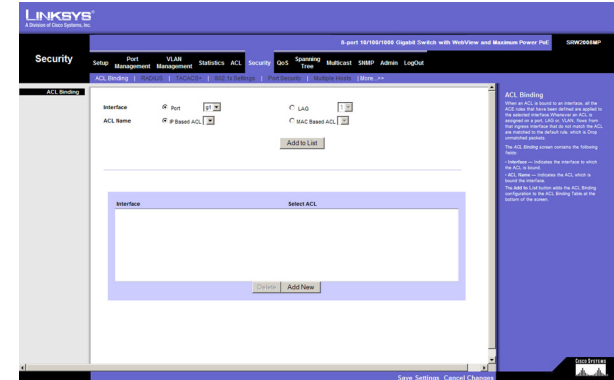 LINKSYS®
A Division of Cisco Systems, Inc.
8-port 10/100/1000 Gigabit Switch with WebView and Maximum Power PoE SRW2008MP
Security
Setup Port Management VLAN Management Statistics ACL Security QoS Spanning Tree Multicast SNMP Admin LogOut
ACL Binding | RADIUS | TACACS+ | 802.1x Settings | Port Security | Multiple Hosts | More..>>
ACL Binding
Interface Port g1 LAG 1
ACL Name IP Based ACL MAC Based ACL
Add to List
Interface Select ACL
Delete Add New
ACL Binding
When an ACL is bound to an interface, all the
ACE rules that have been defined are applied to
the selected interface.Whenever an ACL is
assigned on a port, LAG or, VLAN, flows from
that ingress interface that do not match the ACL
are matched to the default rule, which is Drop
unmatched packets.
The ACL Binding screen contains the following
fields:
• Interface — Indicates the interface to which
the ACL is bound.
• ACL Name — Indicates the ACL which is
bound the interface.
The Add to List button adds the ACL Binding
configuration to the ACL Binding Table at the
bottom of the screen.
Save Settings Cancel Changes
CISCO SYSTEMS